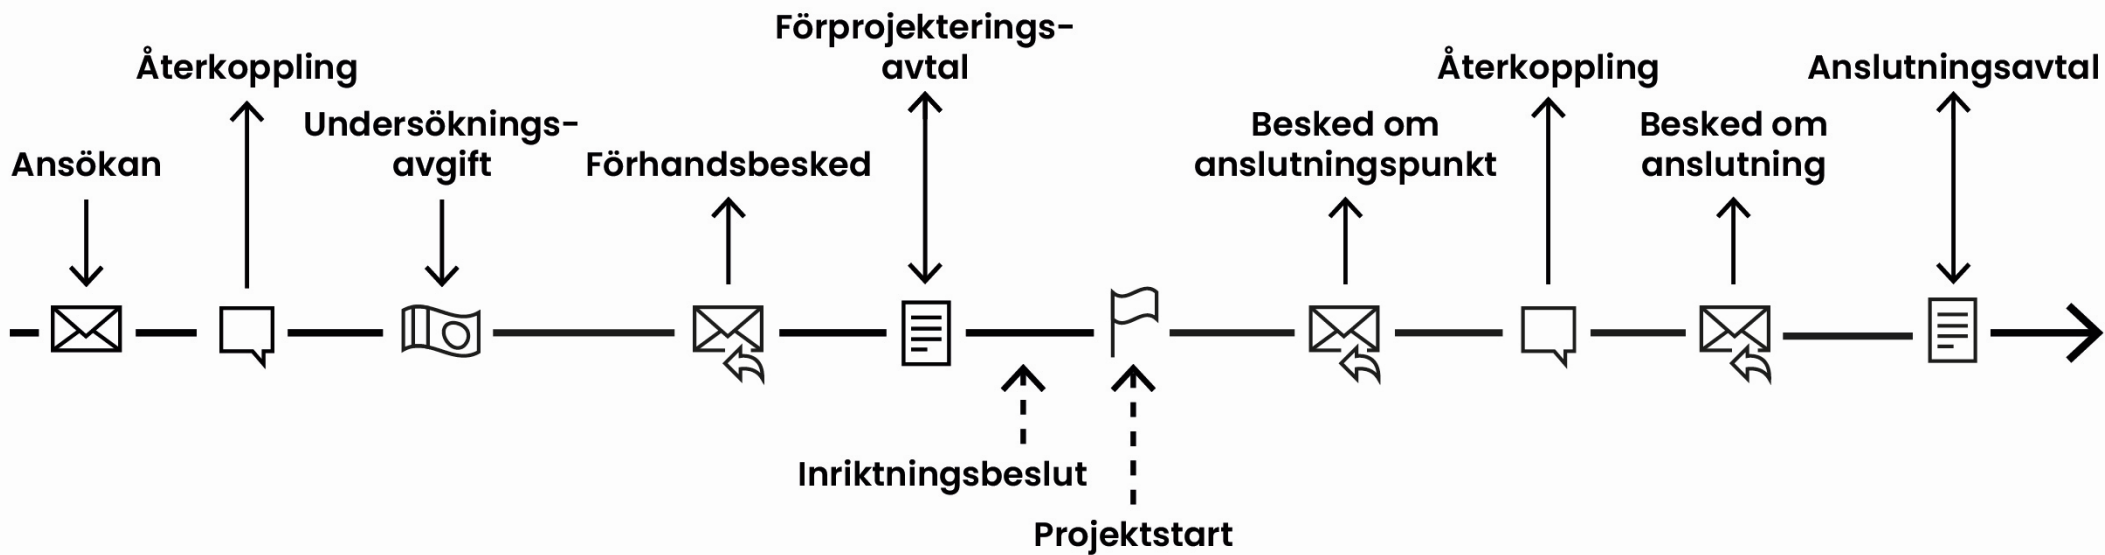 Ansökan
Återkoppling
Undersöknings-
avgift
Förhandsbesked
Förprojekterings-
avtal
Inriktningsbeslut
Projektstart
Besked om
anslutningspunkt
Återkoppling
Besked om
anslutning
Anslutningsavtal